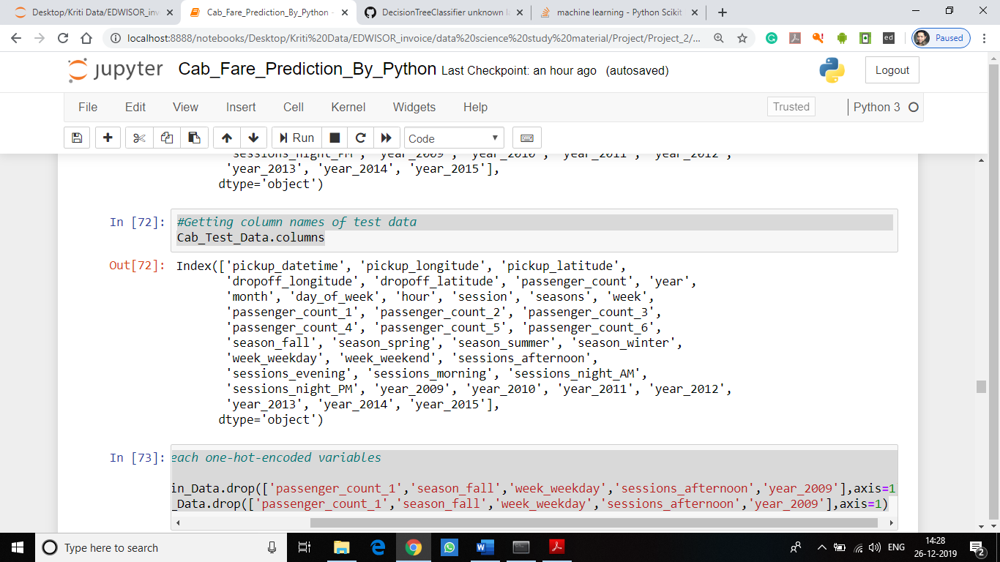 Desktop/Kriti Data/EDWISOR_inv
Cab_Fare_Prediction_By_Python -
DecisionTreeClassifier unknown l
machine learning - Python Scikit
localhost:8888/notebooks/Desktop/Kriti%20Data/EDWISOR_invoice/data%20science%20study%20material/Project/Project_2/...
ed
Paused
jupyter Cab_Fare_Prediction_By_Python Last Checkpoint: an hour ago (autosaved)
Logout
File Edit View Insert Cell Kernel Widgets Help
Trusted
Python 3
Run
Code
'sessions_night_PM', 'year_2009', 'year_2010', 'year_2011', 'year_2012',
'year_2013', 'year_2014', 'year_2015'],
dtype='object')
In [72]:
#Getting column names of test data
Cab_Test_Data.columns
Out[72]:
Index(['pickup_datetime', 'pickup_longitude', 'pickup_latitude',
'dropoff_longitude', 'dropoff_latitude', 'passenger_count', 'year',
'month', 'day_of_week', 'hour', 'session', 'seasons', 'week',
'passenger_count_1', 'passenger_count_2', 'passenger_count_3',
'passenger_count_4', 'passenger_count_5', 'passenger_count_6',
'season_fall', 'season_spring', 'season_summer', 'season_winter',
'week_weekday', 'week_weekend', 'sessions_afternoon',
'sessions_evening', 'sessions_morning', 'sessions_night_AM',
'sessions_night_PM', 'year_2009', 'year_2010', 'year_2011', 'year_2012',
'year_2013', 'year_2014', 'year_2015'],
dtype='object')
In [73]:
each one-hot-encoded variables
in_Data.drop(['passenger_count_1','season_fall','week_weekday','sessions_afternoon','year_2009'],axis=1
_Data.drop(['passenger_count_1','season_fall','week_weekday','sessions_afternoon','year_2009'],axis=1)
Type here to search
ENG
14:28
26-12-2019
2